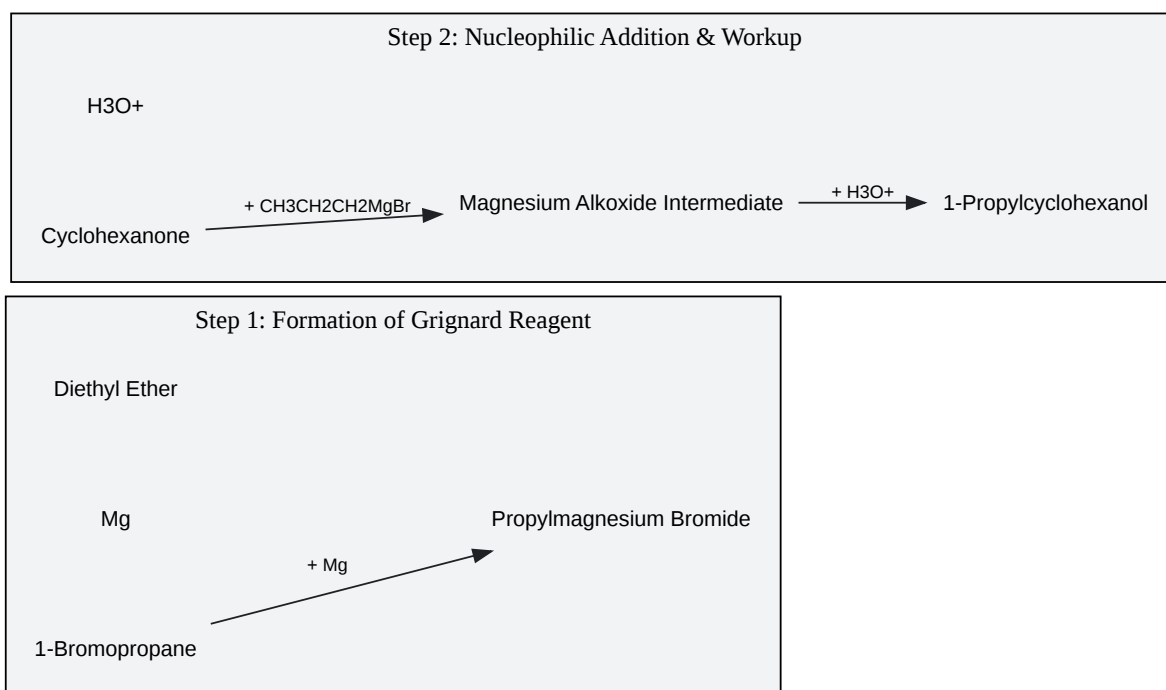 Step 2: Nucleophilic Addition & Workup
H3O+
+ CH3CH2CH2MgBr
Cyclohexanone
Magnesium Alkoxide Intermediate
+ H3O+
1-Propylcyclohexanol
Step 1: Formation of Grignard Reagent
Diethyl Ether
Mg
Propylmagnesium Bromide
+ Mg
1-Bromopropane